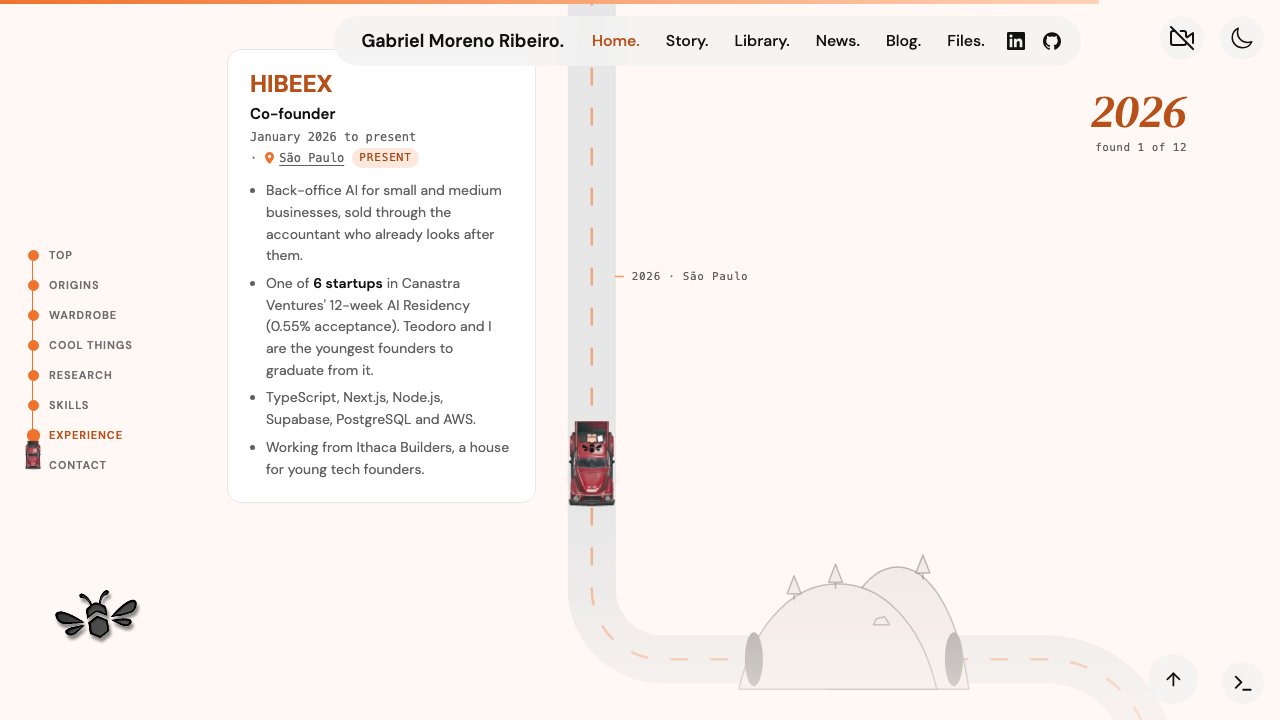 Gabriel Moreno Ribeiro.
Home.
Story.
Library.
News.
Blog.
Files.
2026
found 1 of 12
HIBEEX
Co-founder
January 2026 to present
· São Paulo PRESENT
Back-office AI for small and medium
businesses, sold through the
accountant who already looks after
them.
One of 6 startups in Canastra
Ventures' 12-week AI Residency
(0.55% acceptance). Teodoro and I
are the youngest founders to
graduate from it.
TypeScript, Next.js, Node.js,
Supabase, PostgreSQL and AWS.
Working from Ithaca Builders, a house
for young tech founders.
2026 · São Paulo
TOP
ORIGINS
WARDROBE
COOL THINGS
RESEARCH
SKILLS
EXPERIENCE
CONTACT